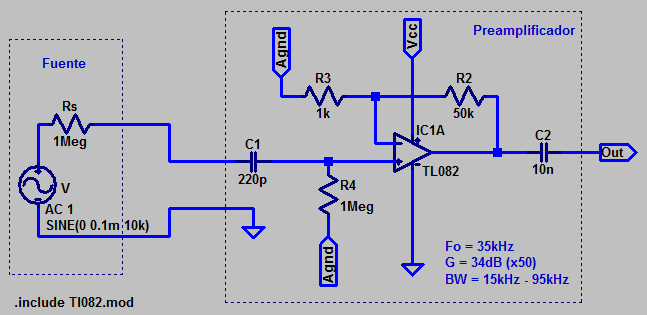 Fuente
Rs
1Meg
V
AC 1
SINE(0 0.1m 10k)
.include Tl082.mod
Preamplificador
Agnd
R3
1k
Vcc
R2
50k
IC1A
TL082
C1
220p
R4
1Meg
Agnd
C2
10n
Out
Fo = 35kHz
G = 34dB (x50)
BW = 15kHz - 95kHz